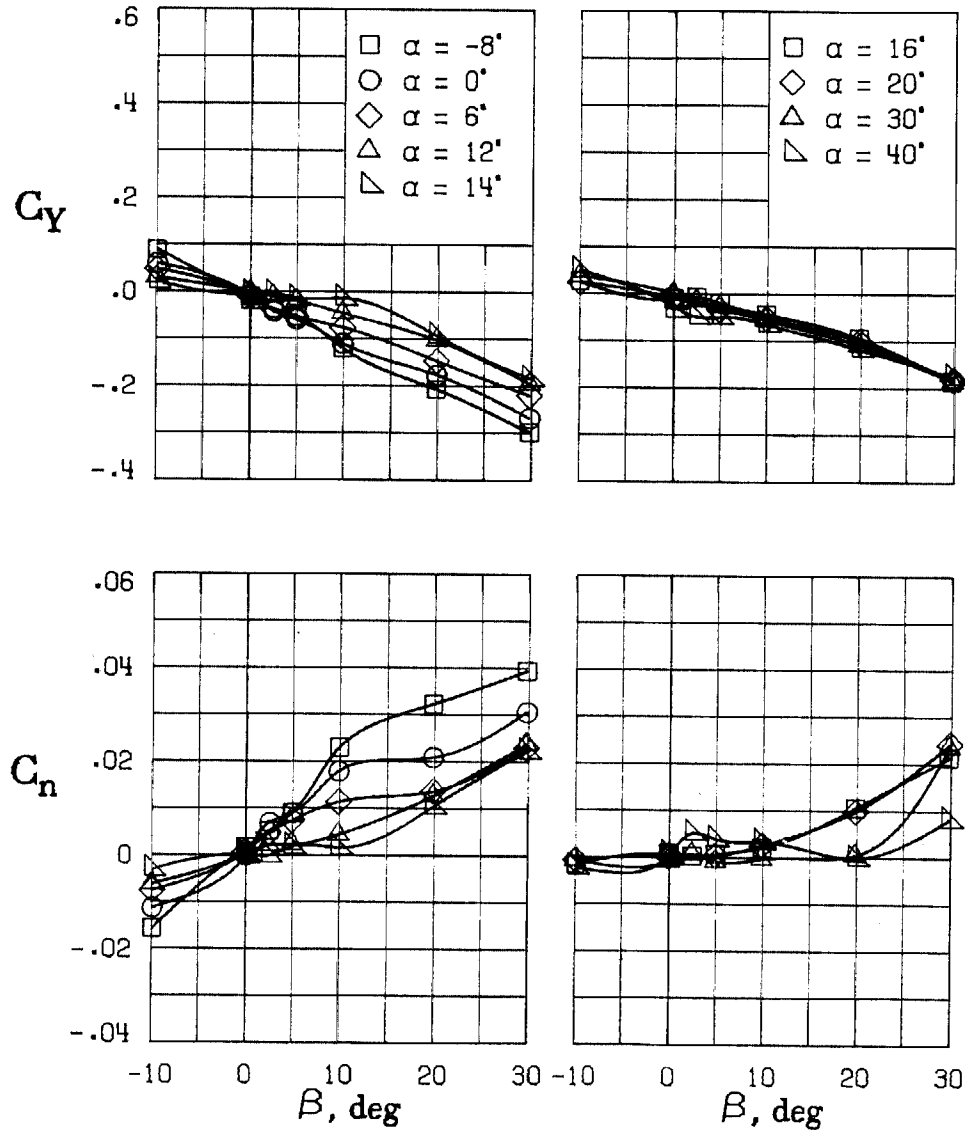 .6
.4
.2
.0
-.2
-.4
C_Y
α = -8°
α = 0°
α = 6°
α = 12°
α = 14°
α = 16°
α = 20°
α = 30°
α = 40°
.06
.04
.02
0
-.02
-.04
C_n
-10 0 10 20 30
-10 0 10 20 30
β, deg
β, deg